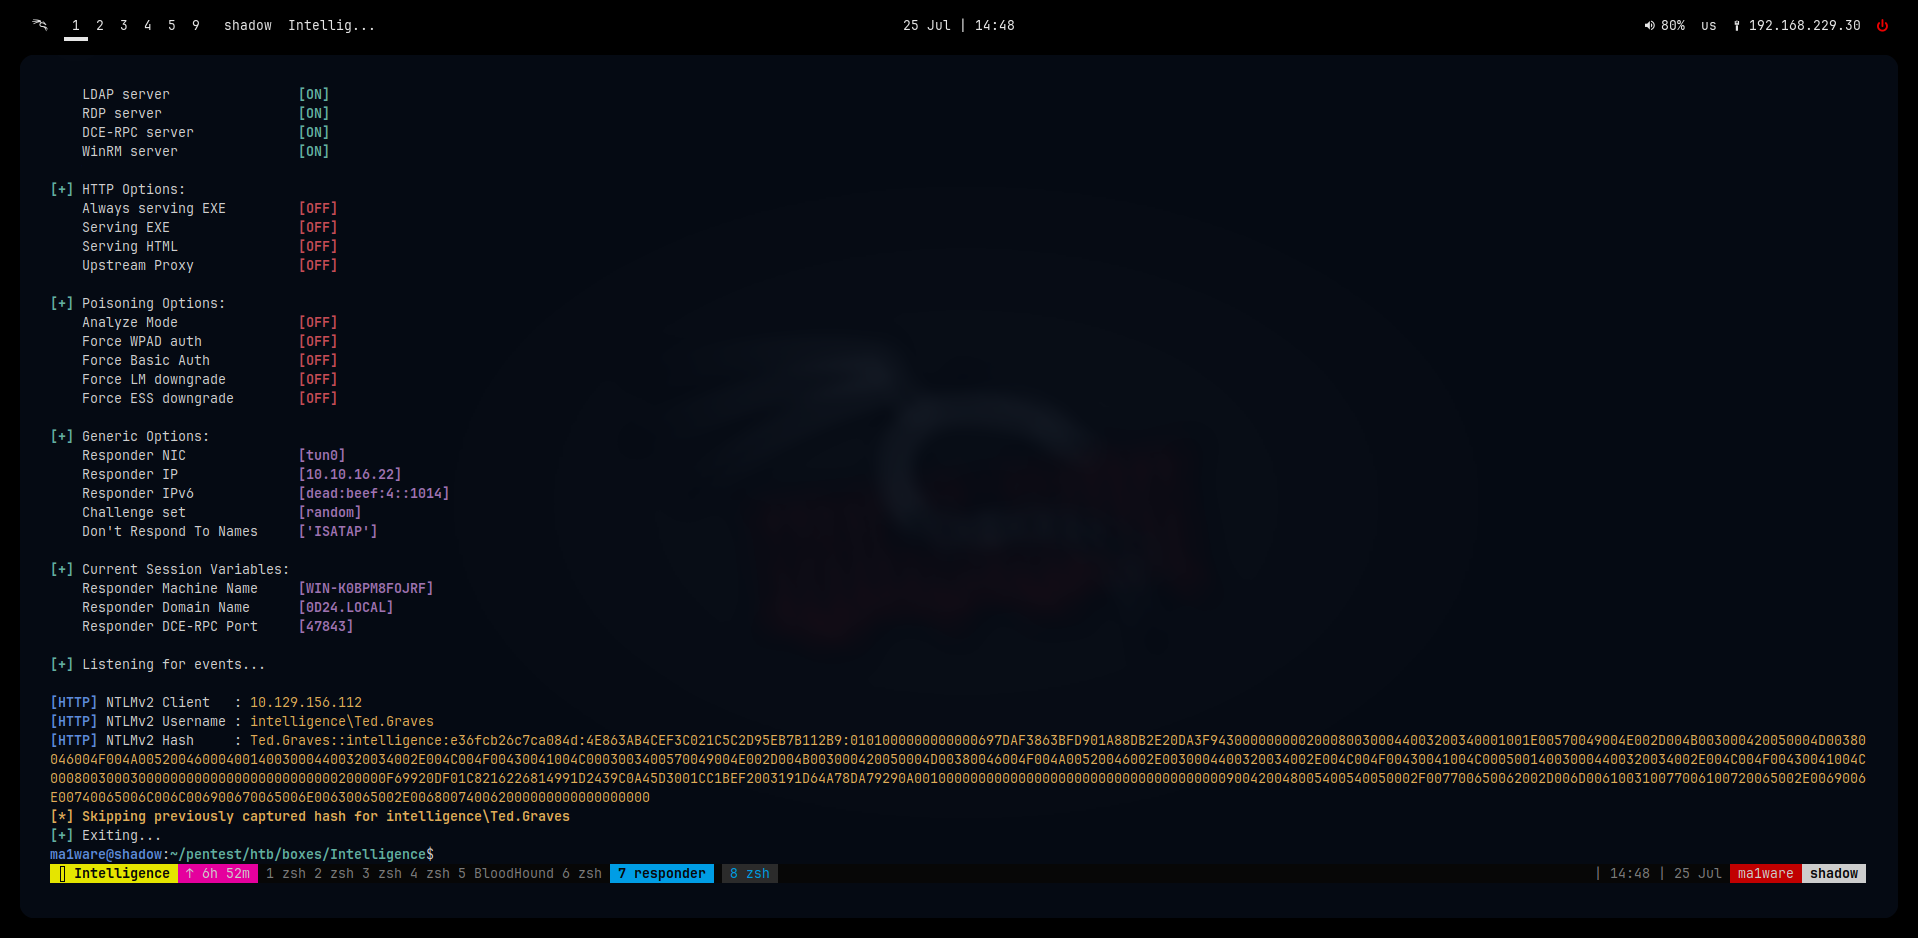 1 2 3 4 5 9 shadow Intellig... 25 Jul | 14:48 80% us 192.168.229.30
LDAP server [ON]
RDP server [ON]
DCE-RPC server [ON]
WinRM server [ON]
[+] HTTP Options:
Always serving EXE [OFF]
Serving EXE [OFF]
Serving HTML [OFF]
Upstream Proxy [OFF]
[+] Poisoning Options:
Analyze Mode [OFF]
Force WPAD auth [OFF]
Force Basic Auth [OFF]
Force LM downgrade [OFF]
Force ESS downgrade [OFF]
[+] Generic Options:
Responder NIC [tun0]
Responder IP [10.10.16.22]
Responder IPv6 [dead:beef:4::1014]
Challenge set [random]
Don't Respond To Names ['ISATAP']
[+] Current Session Variables:
Responder Machine Name [WIN-K0BPM8FOJRF]
Responder Domain Name [0D24.LOCAL]
Responder DCE-RPC Port [47843]
[+] Listening for events...
[HTTP] NTLMv2 Client : 10.129.156.112
[HTTP] NTLMv2 Username : intelligence\Ted.Graves
[HTTP] NTLMv2 Hash :
[*] Skipping previously captured hash for intelligence\Ted.Graves
[+] Exiting...
ma1ware@shadow:~/pentest/htb/boxes/Intelligence$
Intelligence ↑ 6h 52m 1 zsh 2 zsh 3 zsh 4 zsh 5 BloodHound 6 zsh 7 responder 8 zsh | 14:48 | 25 Jul ma1ware shadow